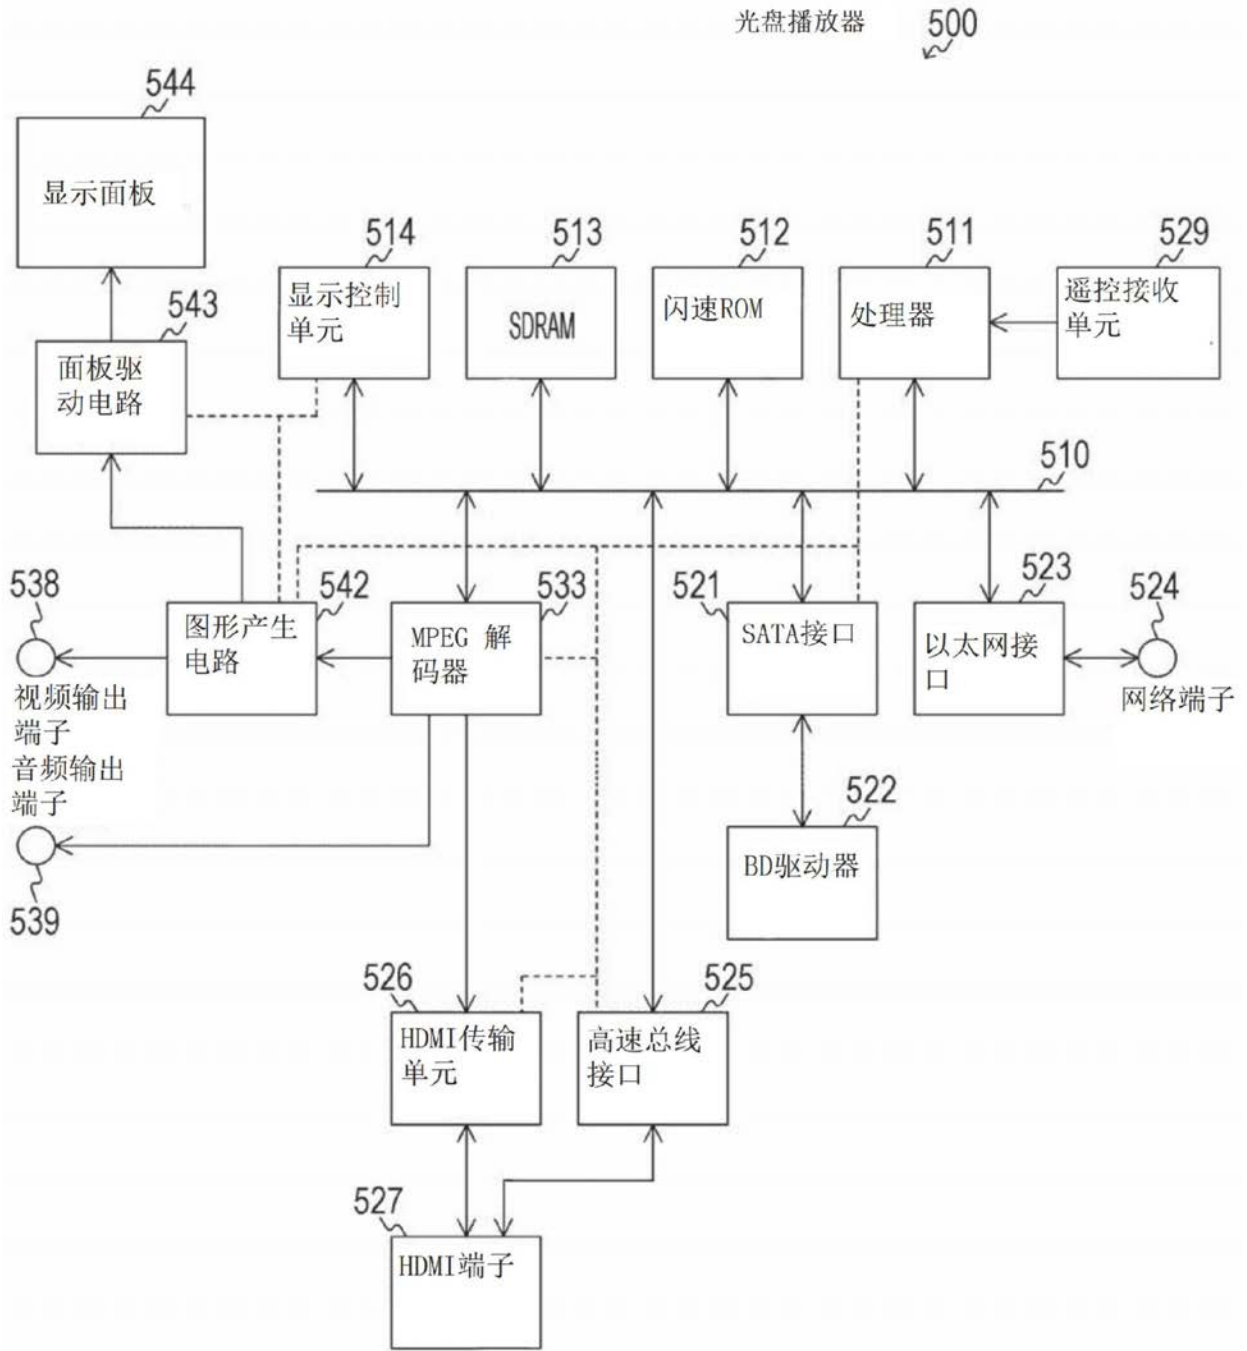 光盘播放器 500
544
显示面板
514
513
512
511
529
显示控制
单元
SDRAM
闪速ROM
处理器
遥控接收
单元
543
面板驱
动电路
510
538
542
533
521
523
524
图形产生
电路
MPEG 解
码器
SATA接口
以太网接
口
视频输出
端子
网络端子
音频输出
端子
539
522
BD驱动器
526
525
HDMI传输
单元
高速总线
接口
527
HDMI端子